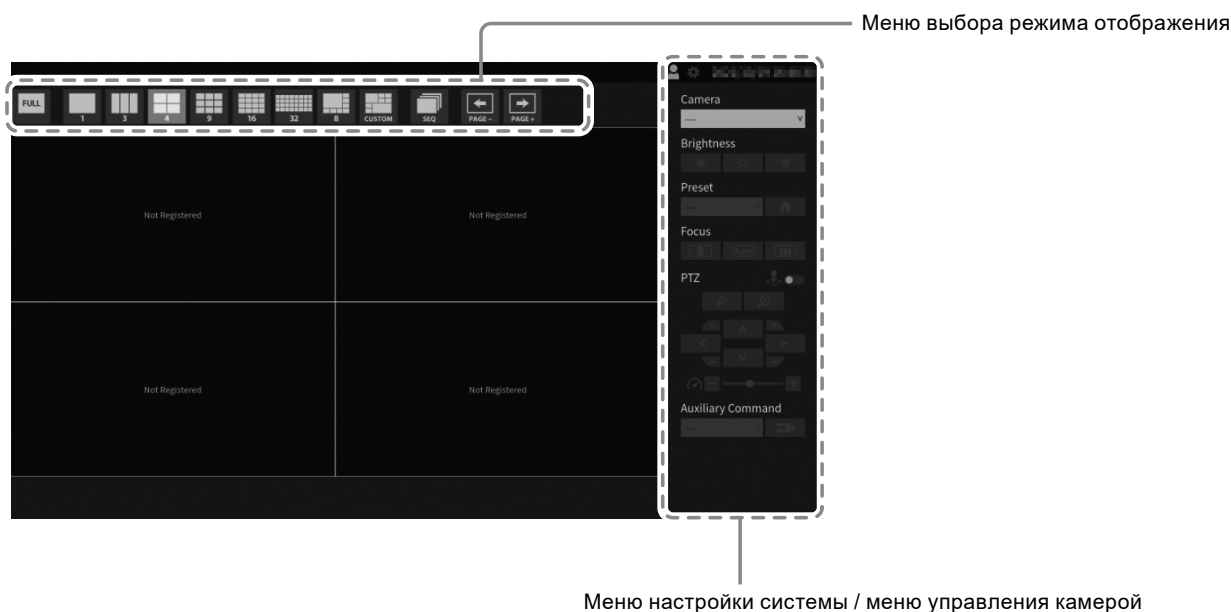 Меню выбора режима отображения
FULL
1
3
4
9
16
32
8
CUSTOM
SEQ
PAGE –
PAGE +
Camera
---
Brightness
Preset
---
Focus
Auto
PTZ
Auxiliary Command
---
Not Registered
Not Registered
Not Registered
Not Registered
Меню настройки системы / меню управления камерой